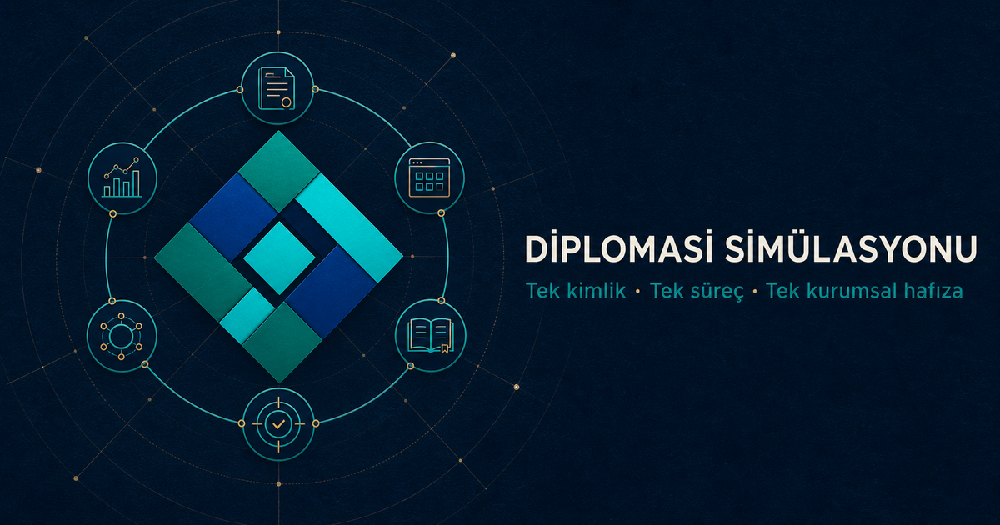 DİPLOMASİ SİMÜLASYONU
Tek kimlik • Tek süreç • Tek kurumsal hafıza